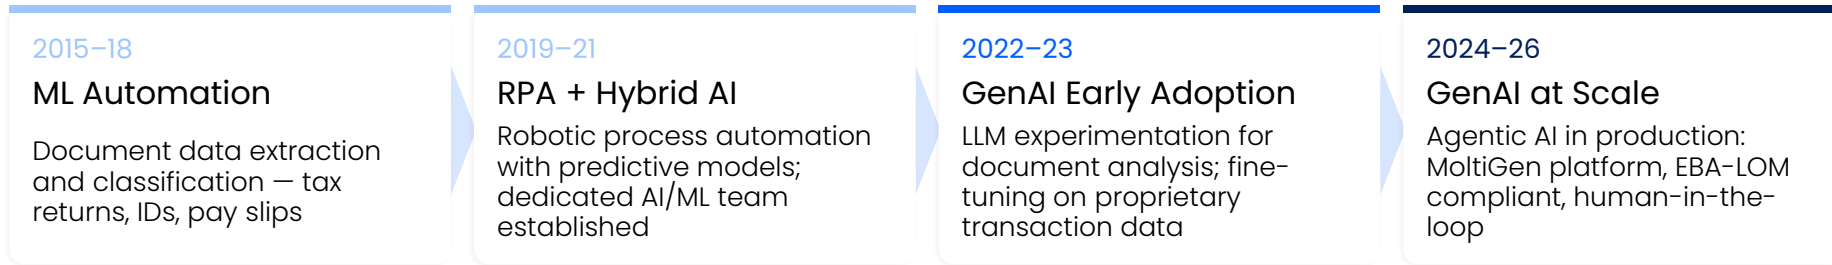 2015–18
ML Automation
Document data extraction
and classification — tax
returns, IDs, pay slips
2019–21
RPA + Hybrid AI
Robotic process automation
with predictive models;
dedicated AI/ML team
established
2022–23
GenAI Early Adoption
LLM experimentation for
document analysis; fine-
tuning on proprietary
transaction data
2024–26
GenAI at Scale
Agentic AI in production:
MoltiGen platform, EBA-LOM
compliant, human-in-the-
loop